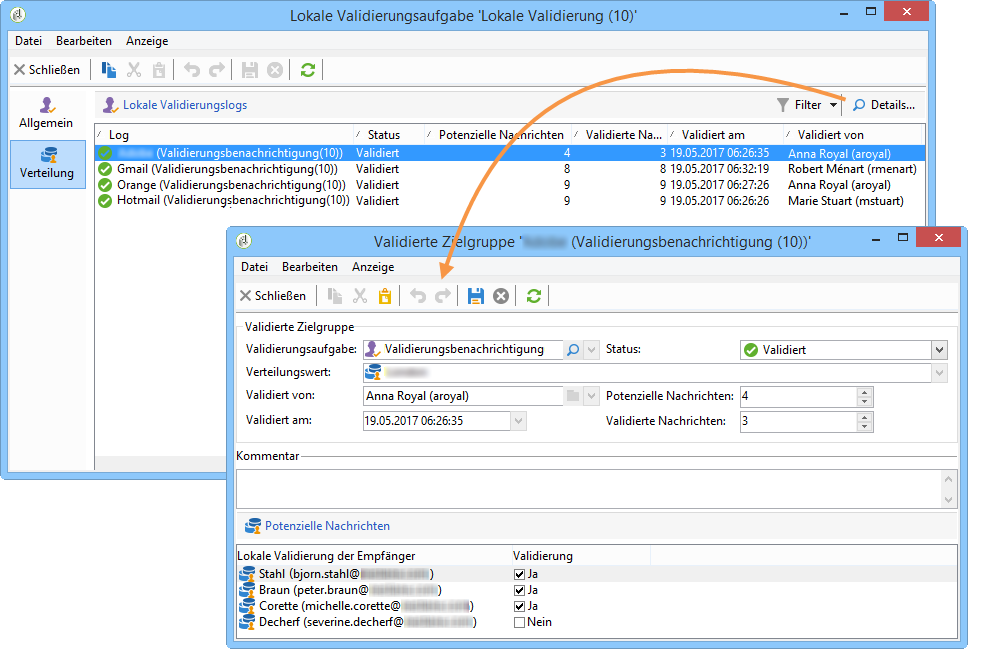 Lokale Validierungsaufgabe 'Lokale Validierung (10)'
Datei Bearbeiten Anzeige
Schließen
Allgemein
Verteilung
Lokale Validierungslogs Filter Details...
Log Status Potenzielle Nachrichten Validierte Na... Validiert am Validiert von
(Validierungsbenachrichtigung(10)) Validiert 4 3 19.05.2017 06:26:35 Anna Royal (aroyal)
Gmail (Validierungsbenachrichtigung(10)) Validiert 8 8 19.05.2017 06:32:19 Robert Ménart (rmenart)
Orange (Validierungsbenachrichtigung(10)) Validiert 9 9 19.05.2017 06:27:26 Anna Royal (aroyal)
Hotmail (Validierungsbenachrichtigung(10)) Validiert 9 9 19.05.2017 06:26:26 Marie Stuart (mstuart)
Validierte Zielgruppe ' (Validierungsbenachrichtigung (10))'
Datei Bearbeiten Anzeige
Schließen
Validierte Zielgruppe
Validierungsaufgabe: Validierungsbenachrichtigung Status: Validiert
Verteilungswert:
Validiert von: Anna Royal (aroyal) Potenzielle Nachrichten: 4
Validiert am: 19.05.2017 06:26:35 Validierte Nachrichten: 3
Kommentar
Potenzielle Nachrichten
Lokale Validierung der Empfänger Validierung
Stahl (bjorn.stahl@ ) Ja
Braun (peter.braun@ ) Ja
Corette (michelle.corette@ ) Ja
Decherf (severine.decherf@ ) Nein